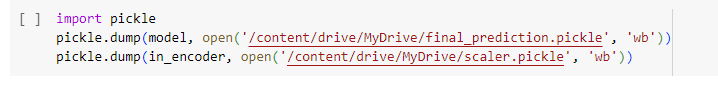 [ ] import pickle
pickle.dump(model, open('/content/drive/MyDrive/final_prediction.pickle', 'wb'))
pickle.dump(in_encoder, open('/content/drive/MyDrive/scaler.pickle', 'wb'))